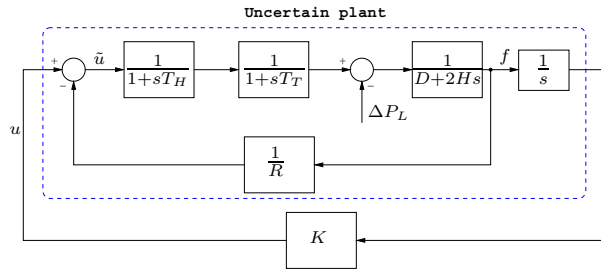 Uncertain plant
+
−
ũ
1
1+sT_H
1
1+sT_T
+
−
ΔP_L
1
D+2Hs
f
1
s
u
1
R
K